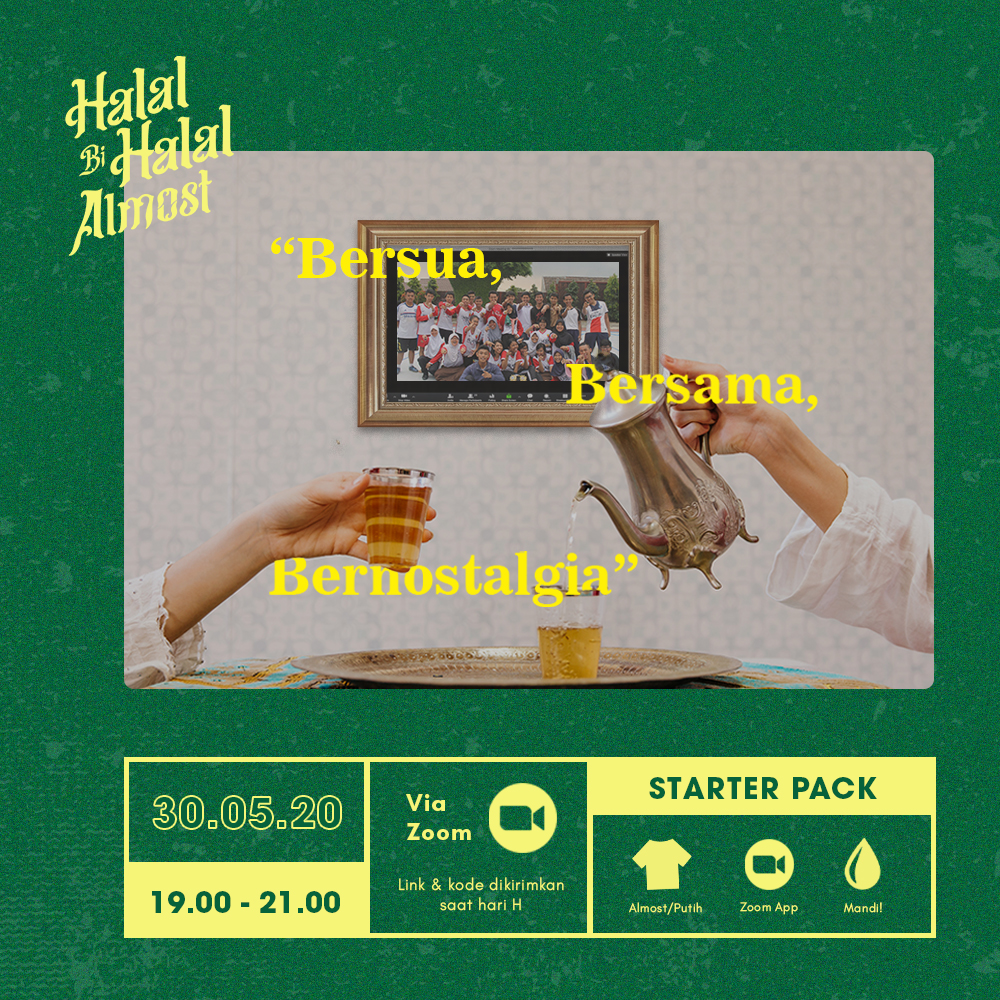 Halal
Bi Halal
Almost
“Bersua,
Bersama,
Bernostalgia”
30.05.20
19.00 - 21.00
Via
Zoom
Link & kode dikirimkan
saat hari H
STARTER PACK
Almost/Putih
Zoom App
Mandi!